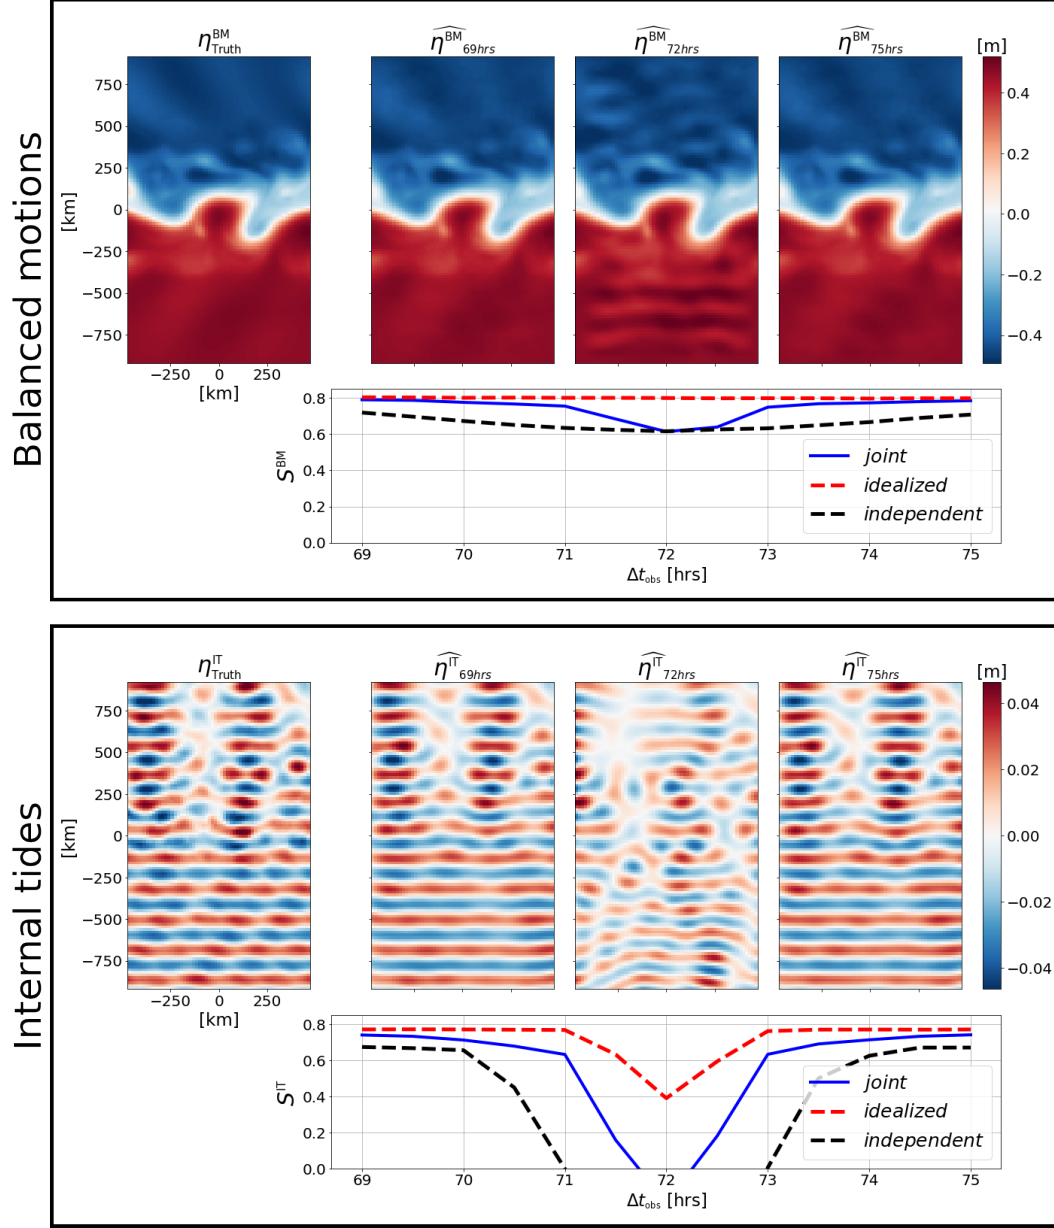 Balanced motions
η^BM_Truth
η̂^BM_69hrs
η̂^BM_72hrs
η̂^BM_75hrs
[m]
750
500
250
0
−250
−500
−750
[km]
−250 0 250
[km]
0.4
0.2
0.0
−0.2
−0.4
0.8
0.6
0.4
0.2
0.0
S^BM
joint
idealized
independent
69 70 71 72 73 74 75
Δt_obs [hrs]
Internal tides
η^IT_Truth
η̂^IT_69hrs
η̂^IT_72hrs
η̂^IT_75hrs
[m]
750
500
250
0
−250
−500
−750
[km]
−250 0 250
[km]
0.04
0.02
0.00
−0.02
−0.04
0.8
0.6
0.4
0.2
0.0
S^IT
joint
idealized
independent
69 70 71 72 73 74 75
Δt_obs [hrs]